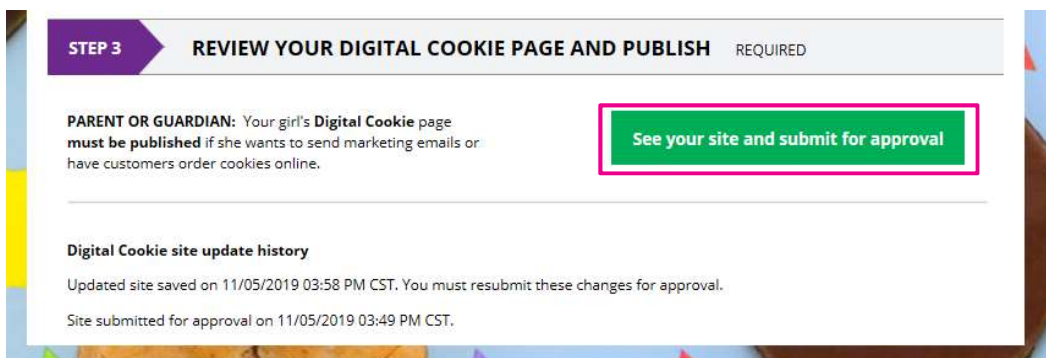 STEP 3 REVIEW YOUR DIGITAL COOKIE PAGE AND PUBLISH REQUIRED
PARENT OR GUARDIAN: Your girl's Digital Cookie page
must be published if she wants to send marketing emails or
have customers order cookies online.
See your site and submit for approval
Digital Cookie site update history
Updated site saved on 11/05/2019 03:58 PM CST. You must resubmit these changes for approval.
Site submitted for approval on 11/05/2019 03:49 PM CST.